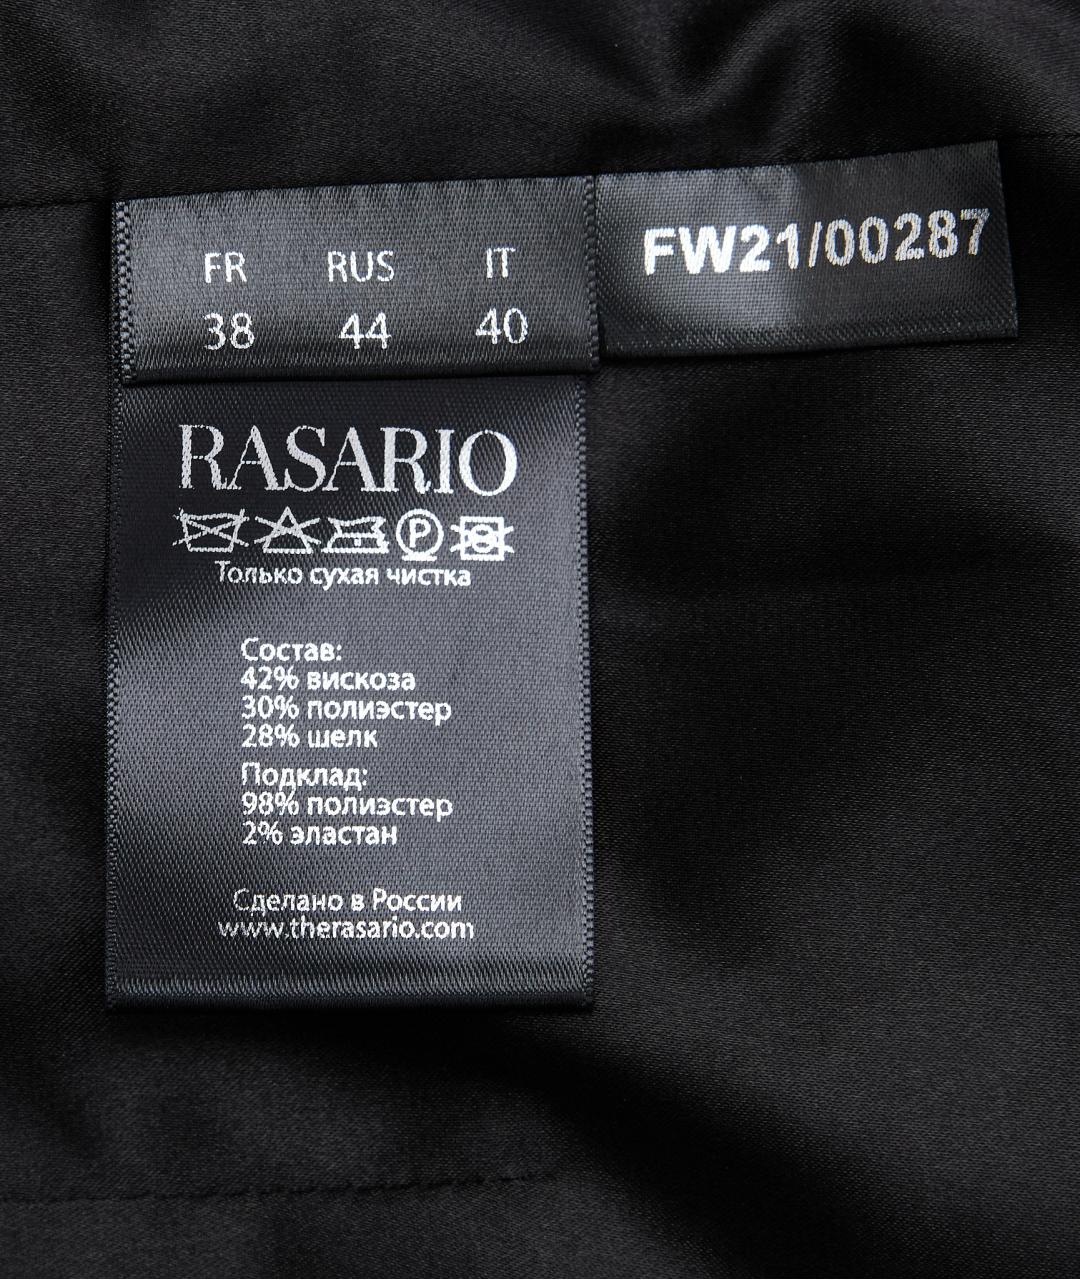 FR RUS IT
38 44 40
FW21/00287
RASARIO
P
Только сухая чистка
Состав:
42% вискоза
30% полиэстер
28% шелк
Подклад:
98% полиэстер
2% эластан
Сделано в России
www.therasario.com